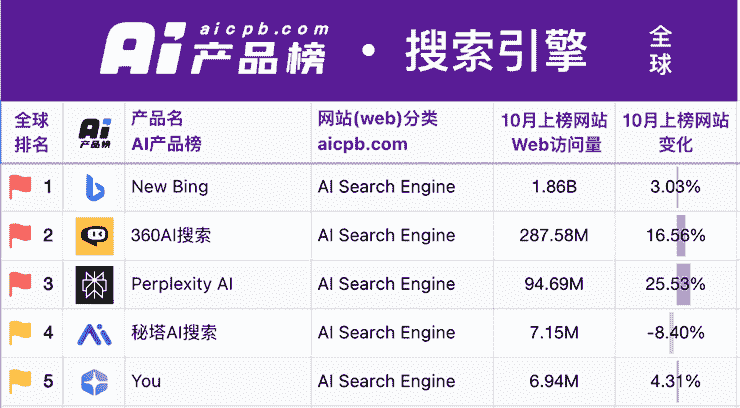 Ai 产品榜 aicpb.com · 搜索引擎 全球
全球排名 Ai产品榜 产品名 AI产品榜 网站(web)分类 aicpb.com 10月上榜网站 Web访问量 10月上榜网站 变化
1 New Bing AI Search Engine 1.86B 3.03%
2 360AI搜索 AI Search Engine 287.58M 16.56%
3 Perplexity AI AI Search Engine 94.69M 25.53%
4 秘塔AI搜索 AI Search Engine 7.15M -8.40%
5 You AI Search Engine 6.94M 4.31%